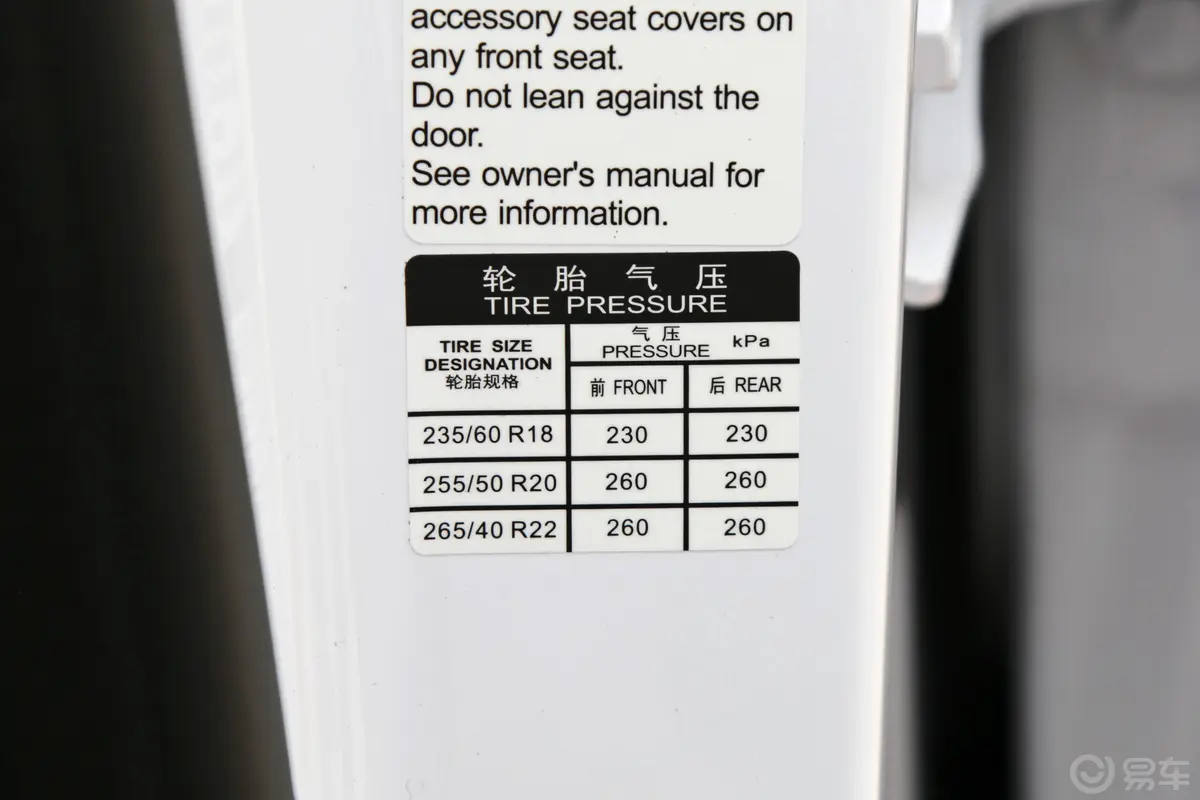 accessory seat covers on
any front seat.
Do not lean against the
door.
See owner's manual for
more information.
轮 胎 气 压
TIRE PRESSURE
TIRE SIZE
DESIGNATION
轮胎规格
气 压
PRESSURE kPa
前 FRONT 后 REAR
235/60 R18 230 230
255/50 R20 260 260
265/40 R22 260 260
易车